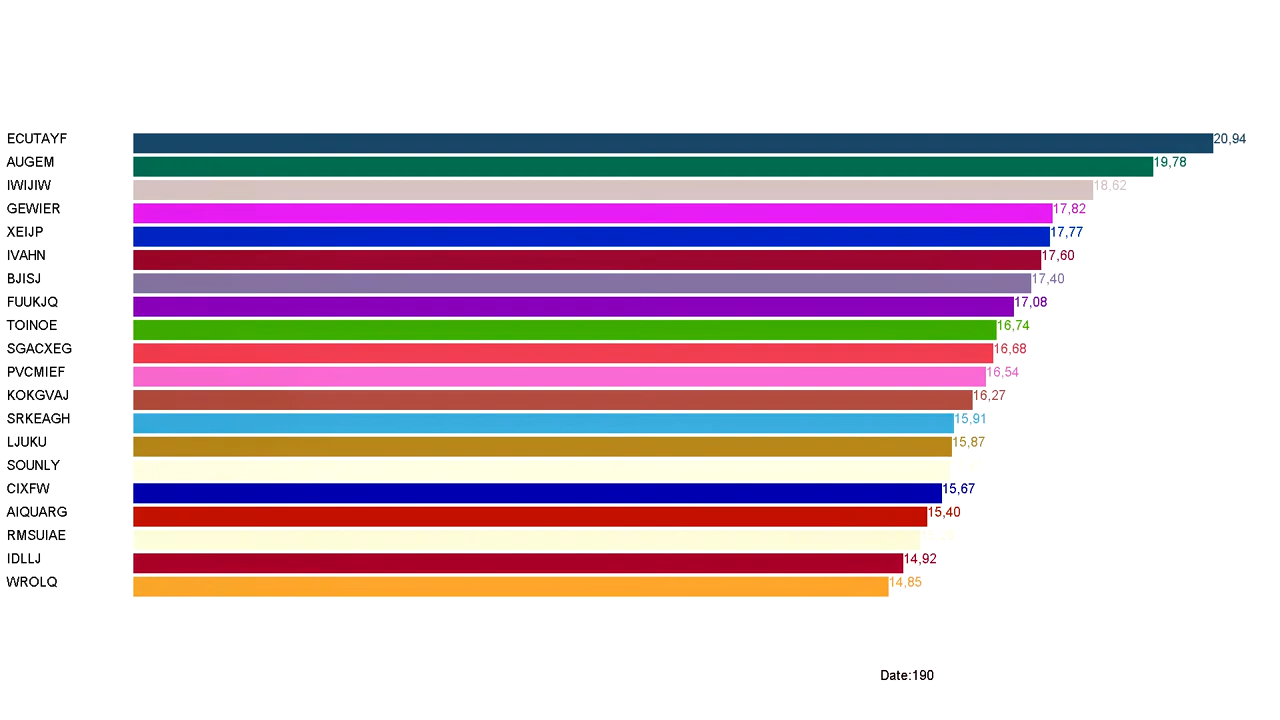 ECUTAYF 20,94
AUGEM 19,78
IWIJIW 18,62
GEWIER 17,82
XEIJP 17,77
IVAHN 17,60
BJISJ 17,40
FUUKJQ 17,08
TOINOE 16,74
SGACXEG 16,68
PVCMIEF 16,54
KOKGVAJ 16,27
SRKEAGH 15,91
LJUKU 15,87
SOUNLY
CIXFW 15,67
AIQUARG 15,40
RMSUIAE
IDLLJ 14,92
WROLQ 14,85
Date:190